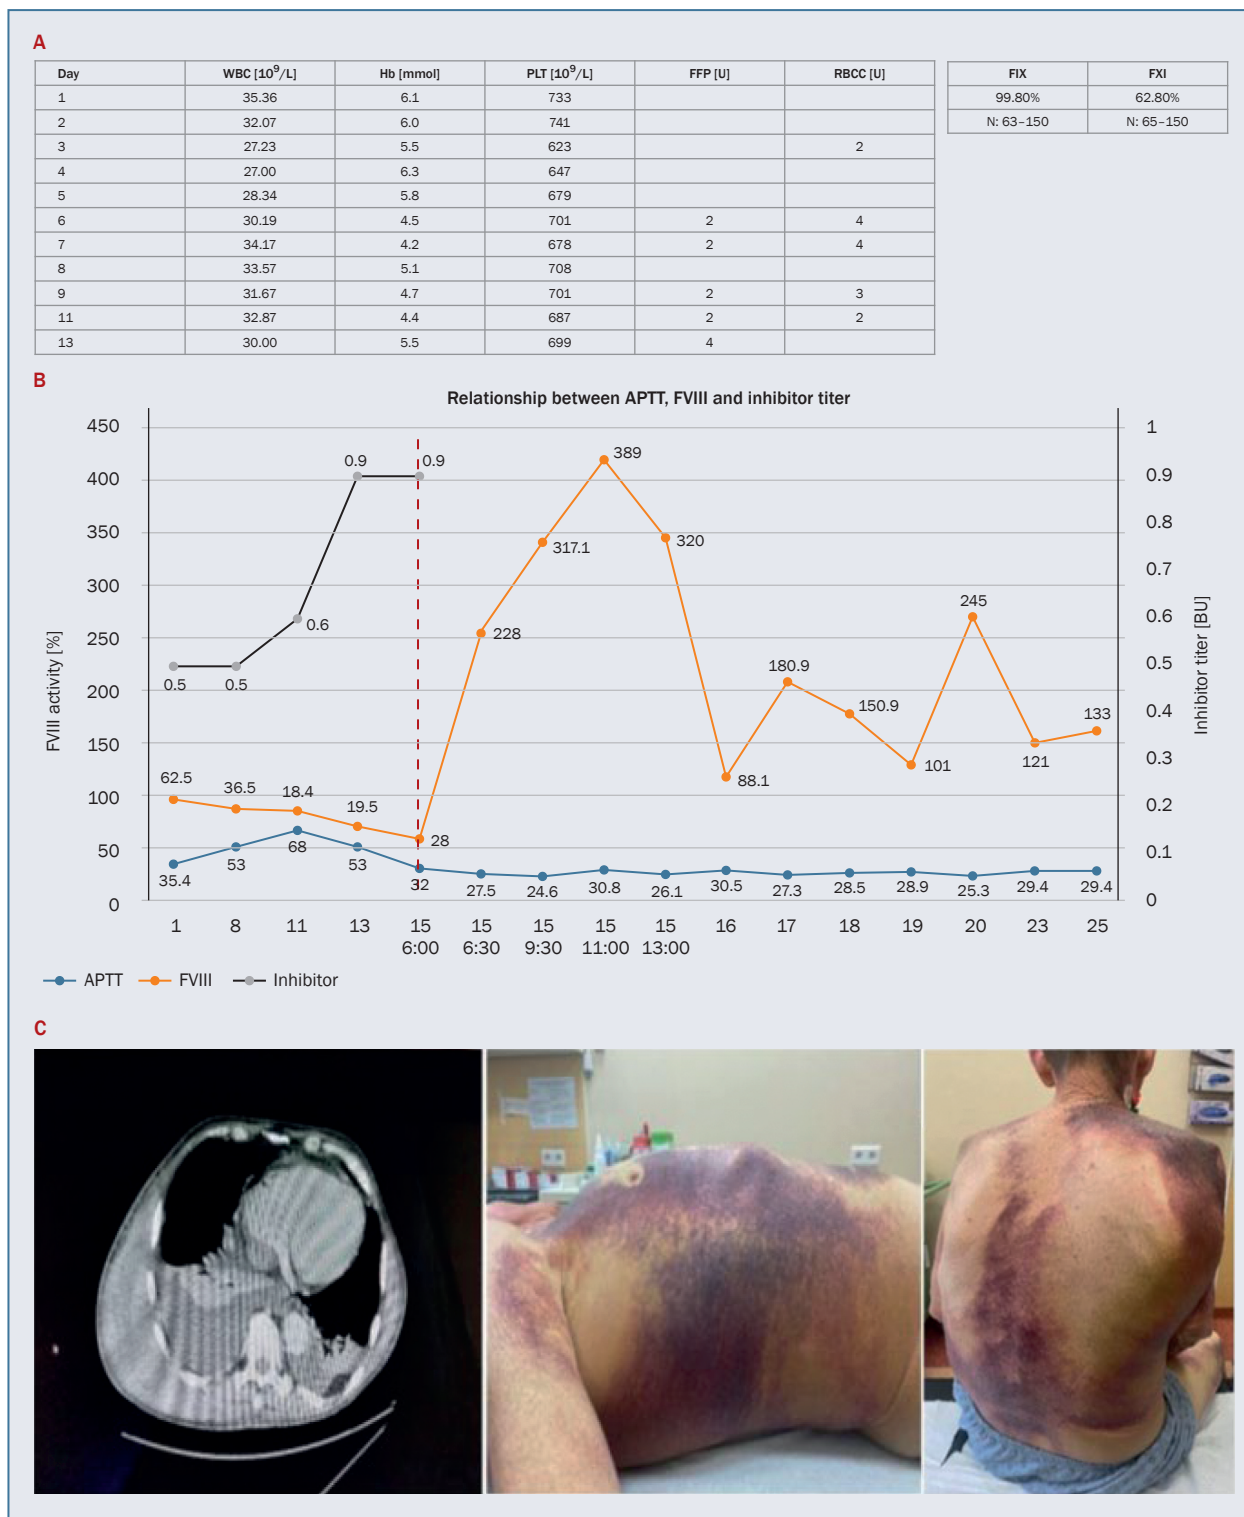 A
Day WBC [10⁹/L] Hb [mmol] PLT [10⁹/L] FFP [U] RBCC [U]
1 35.36 6.1 733
2 32.07 6.0 741
3 27.23 5.5 623 2
4 27.00 6.3 647
5 28.34 5.8 679
6 30.19 4.5 701 2 4
7 34.17 4.2 678 2 4
8 33.57 5.1 708
9 31.67 4.7 701 2 3
11 32.87 4.4 687 2 2
13 30.00 5.5 699 4
FIX FXI
99.80% 62.80%
N: 63–150 N: 65–150
B
Relationship between APTT, FVIII and inhibitor titer
FVIII activity [%]
450
400
350
300
250
200
150
100
50
0
Inhibitor titer [BU]
1
0.9
0.8
0.7
0.6
0.5
0.4
0.3
0.2
0.1
0
0.5 0.5 0.6 0.9 0.9
62.5 36.5 18.4 19.5 28 228 317.1 389 320 88.1 180.9 150.9 101 245 121 133
35.4 53 68 53 32 27.5 24.6 30.8 26.1 30.5 27.3 28.5 28.9 25.3 29.4 29.4
1 8 11 13 15 15 15 15 15 16 17 18 19 20 23 25
6:00 6:30 9:30 11:00 13:00
APTT FVIII Inhibitor
C